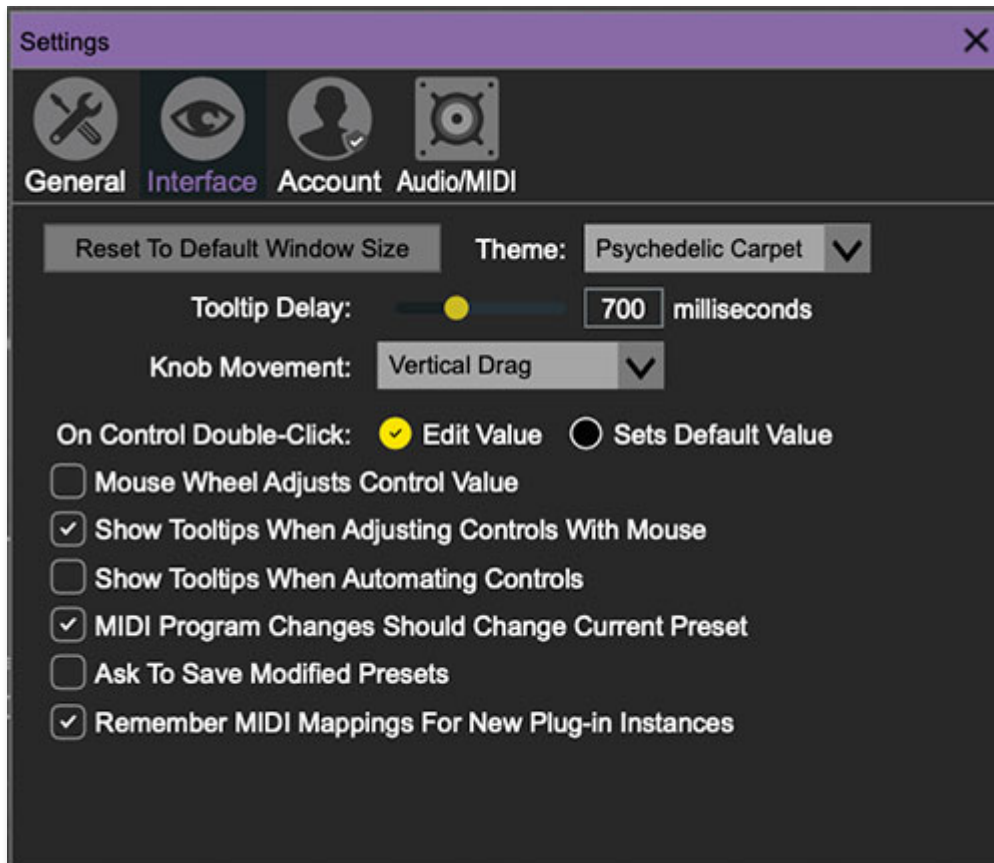 Settings
General Interface Account Audio/MIDI
Reset To Default Window Size Theme: Psychedelic Carpet
Tooltip Delay: 700 milliseconds
Knob Movement: Vertical Drag
On Control Double-Click: Edit Value Sets Default Value
Mouse Wheel Adjusts Control Value
Show Tooltips When Adjusting Controls With Mouse
Show Tooltips When Automating Controls
MIDI Program Changes Should Change Current Preset
Ask To Save Modified Presets
Remember MIDI Mappings For New Plug-in Instances